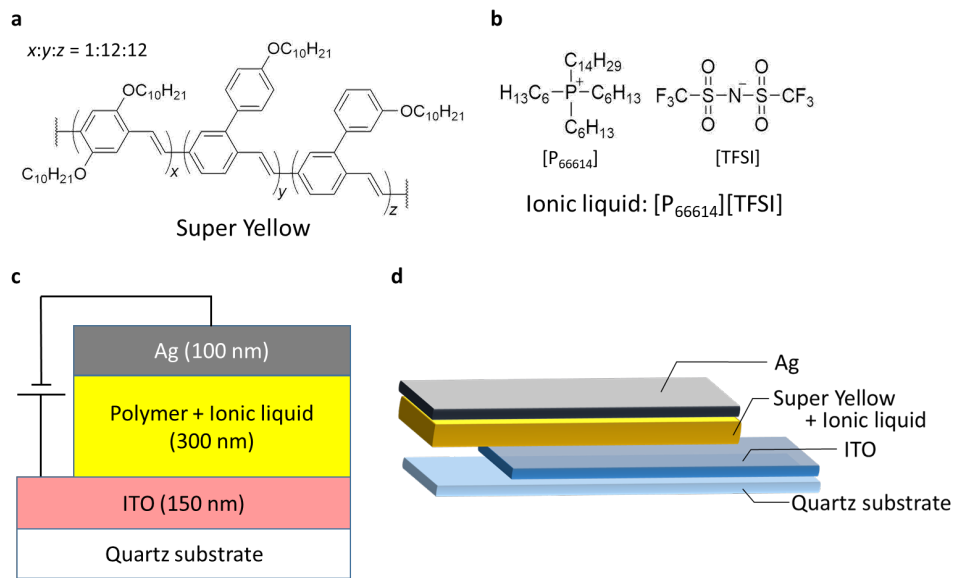 a
x:y:z = 1:12:12
OC₁₀H₂₁
OC₁₀H₂₁
OC₁₀H₂₁
C₁₀H₂₁O
x
y
z
Super Yellow
b
C₁₄H₂₉
H₁₃C₆-P⁺-C₆H₁₃
C₆H₁₃
[P₆₆₆₁₄]
O O
F₃C-S-N⁻-S-CF₃
O O
[TFSI]
Ionic liquid: [P₆₆₆₁₄][TFSI]
c
Ag (100 nm)
Polymer + Ionic liquid
(300 nm)
ITO (150 nm)
Quartz substrate
d
Ag
Super Yellow
+ Ionic liquid
ITO
Quartz substrate